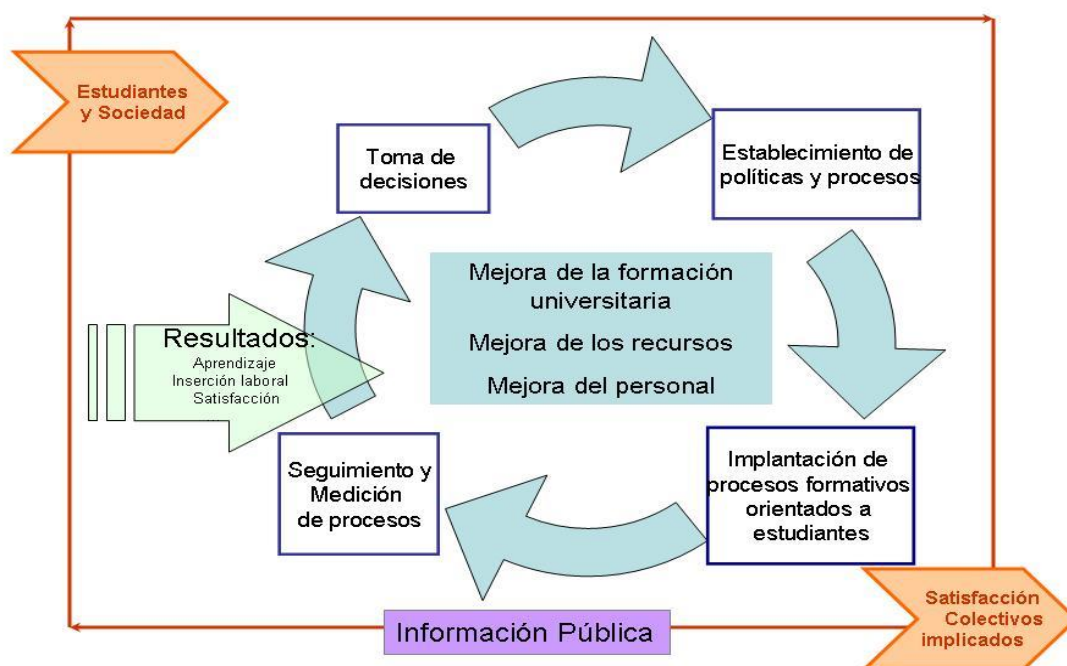 Estudiantes
y Sociedad
Toma de
decisiones
Establecimiento de
políticas y procesos
Mejora de la formación
universitaria
Mejora de los recursos
Mejora del personal
Resultados:
Aprendizaje
Inserción laboral
Satisfacción
...
Seguimiento y
Medición
de procesos
Implantación de
procesos formativos
orientados a
estudiantes
Información Pública
Satisfacción
Colectivos
implicados